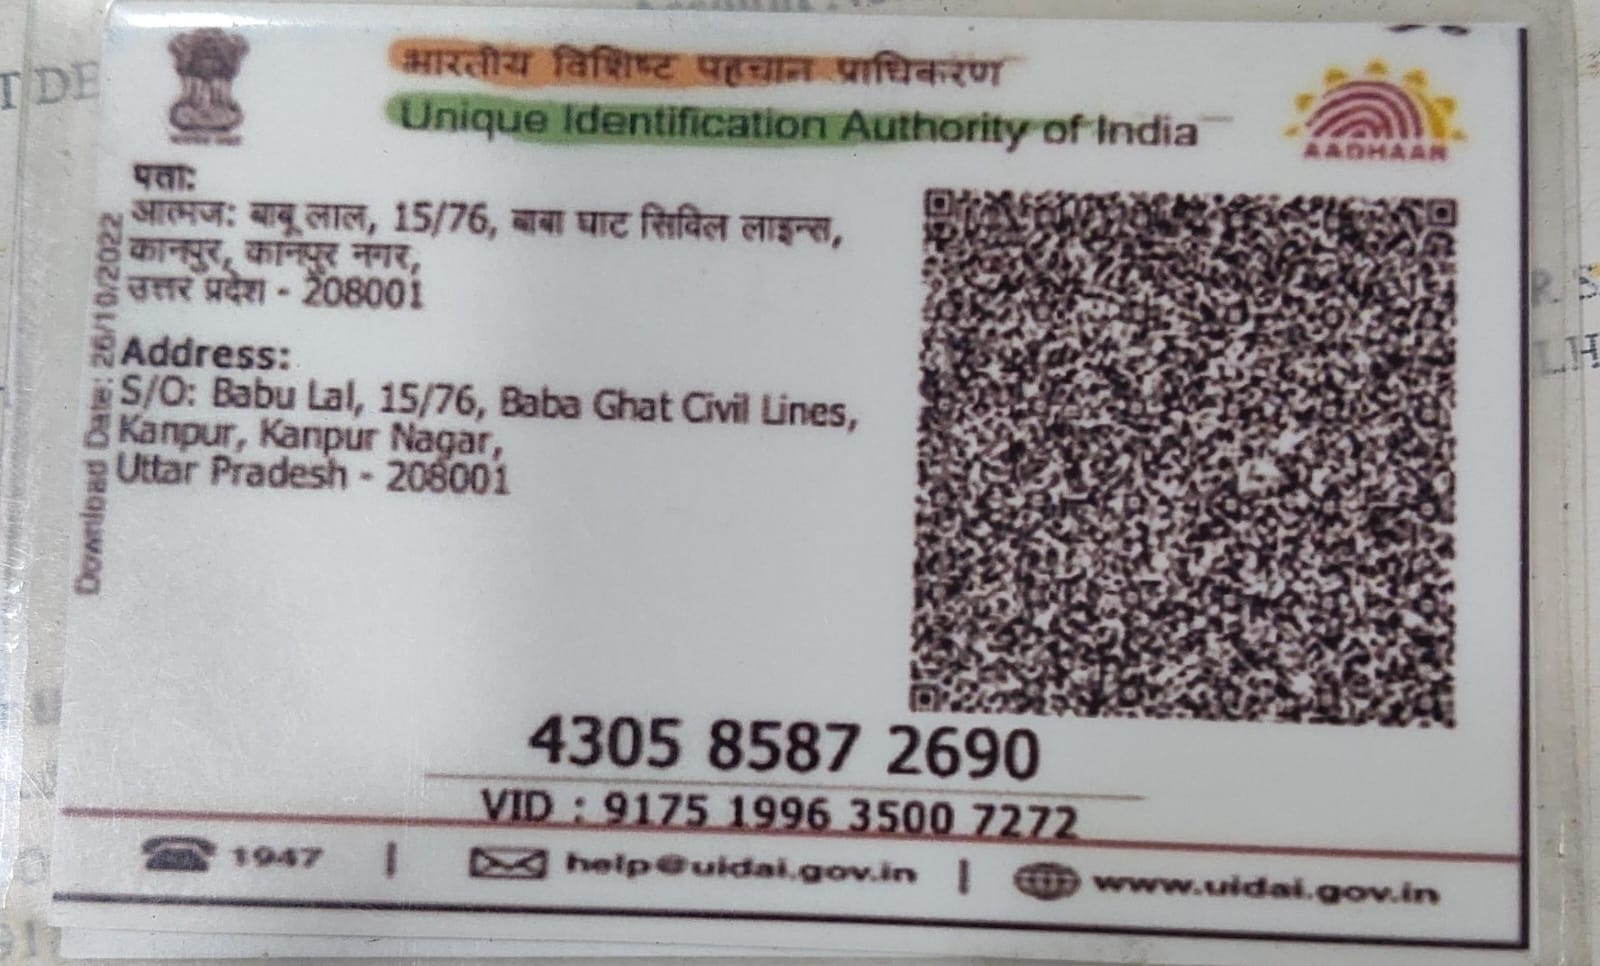 भारतीय विशिष्ट पहचान प्राधिकरण
Unique Identification Authority of India
AADHAAR
पता:
आत्मज: बाबू लाल, 15/76, बाबा घाट सिविल लाइन्स,
कानपुर, कानपुर नगर,
उत्तर प्रदेश - 208001
Address:
S/O: Babu Lal, 15/76, Baba Ghat Civil Lines,
Kanpur, Kanpur Nagar,
Uttar Pradesh - 208001
Download Date: 26/10/2022
4305 8587 2690
VID : 9175 1996 3500 7272
1947 | help@uidai.gov.in | www.uidai.gov.in